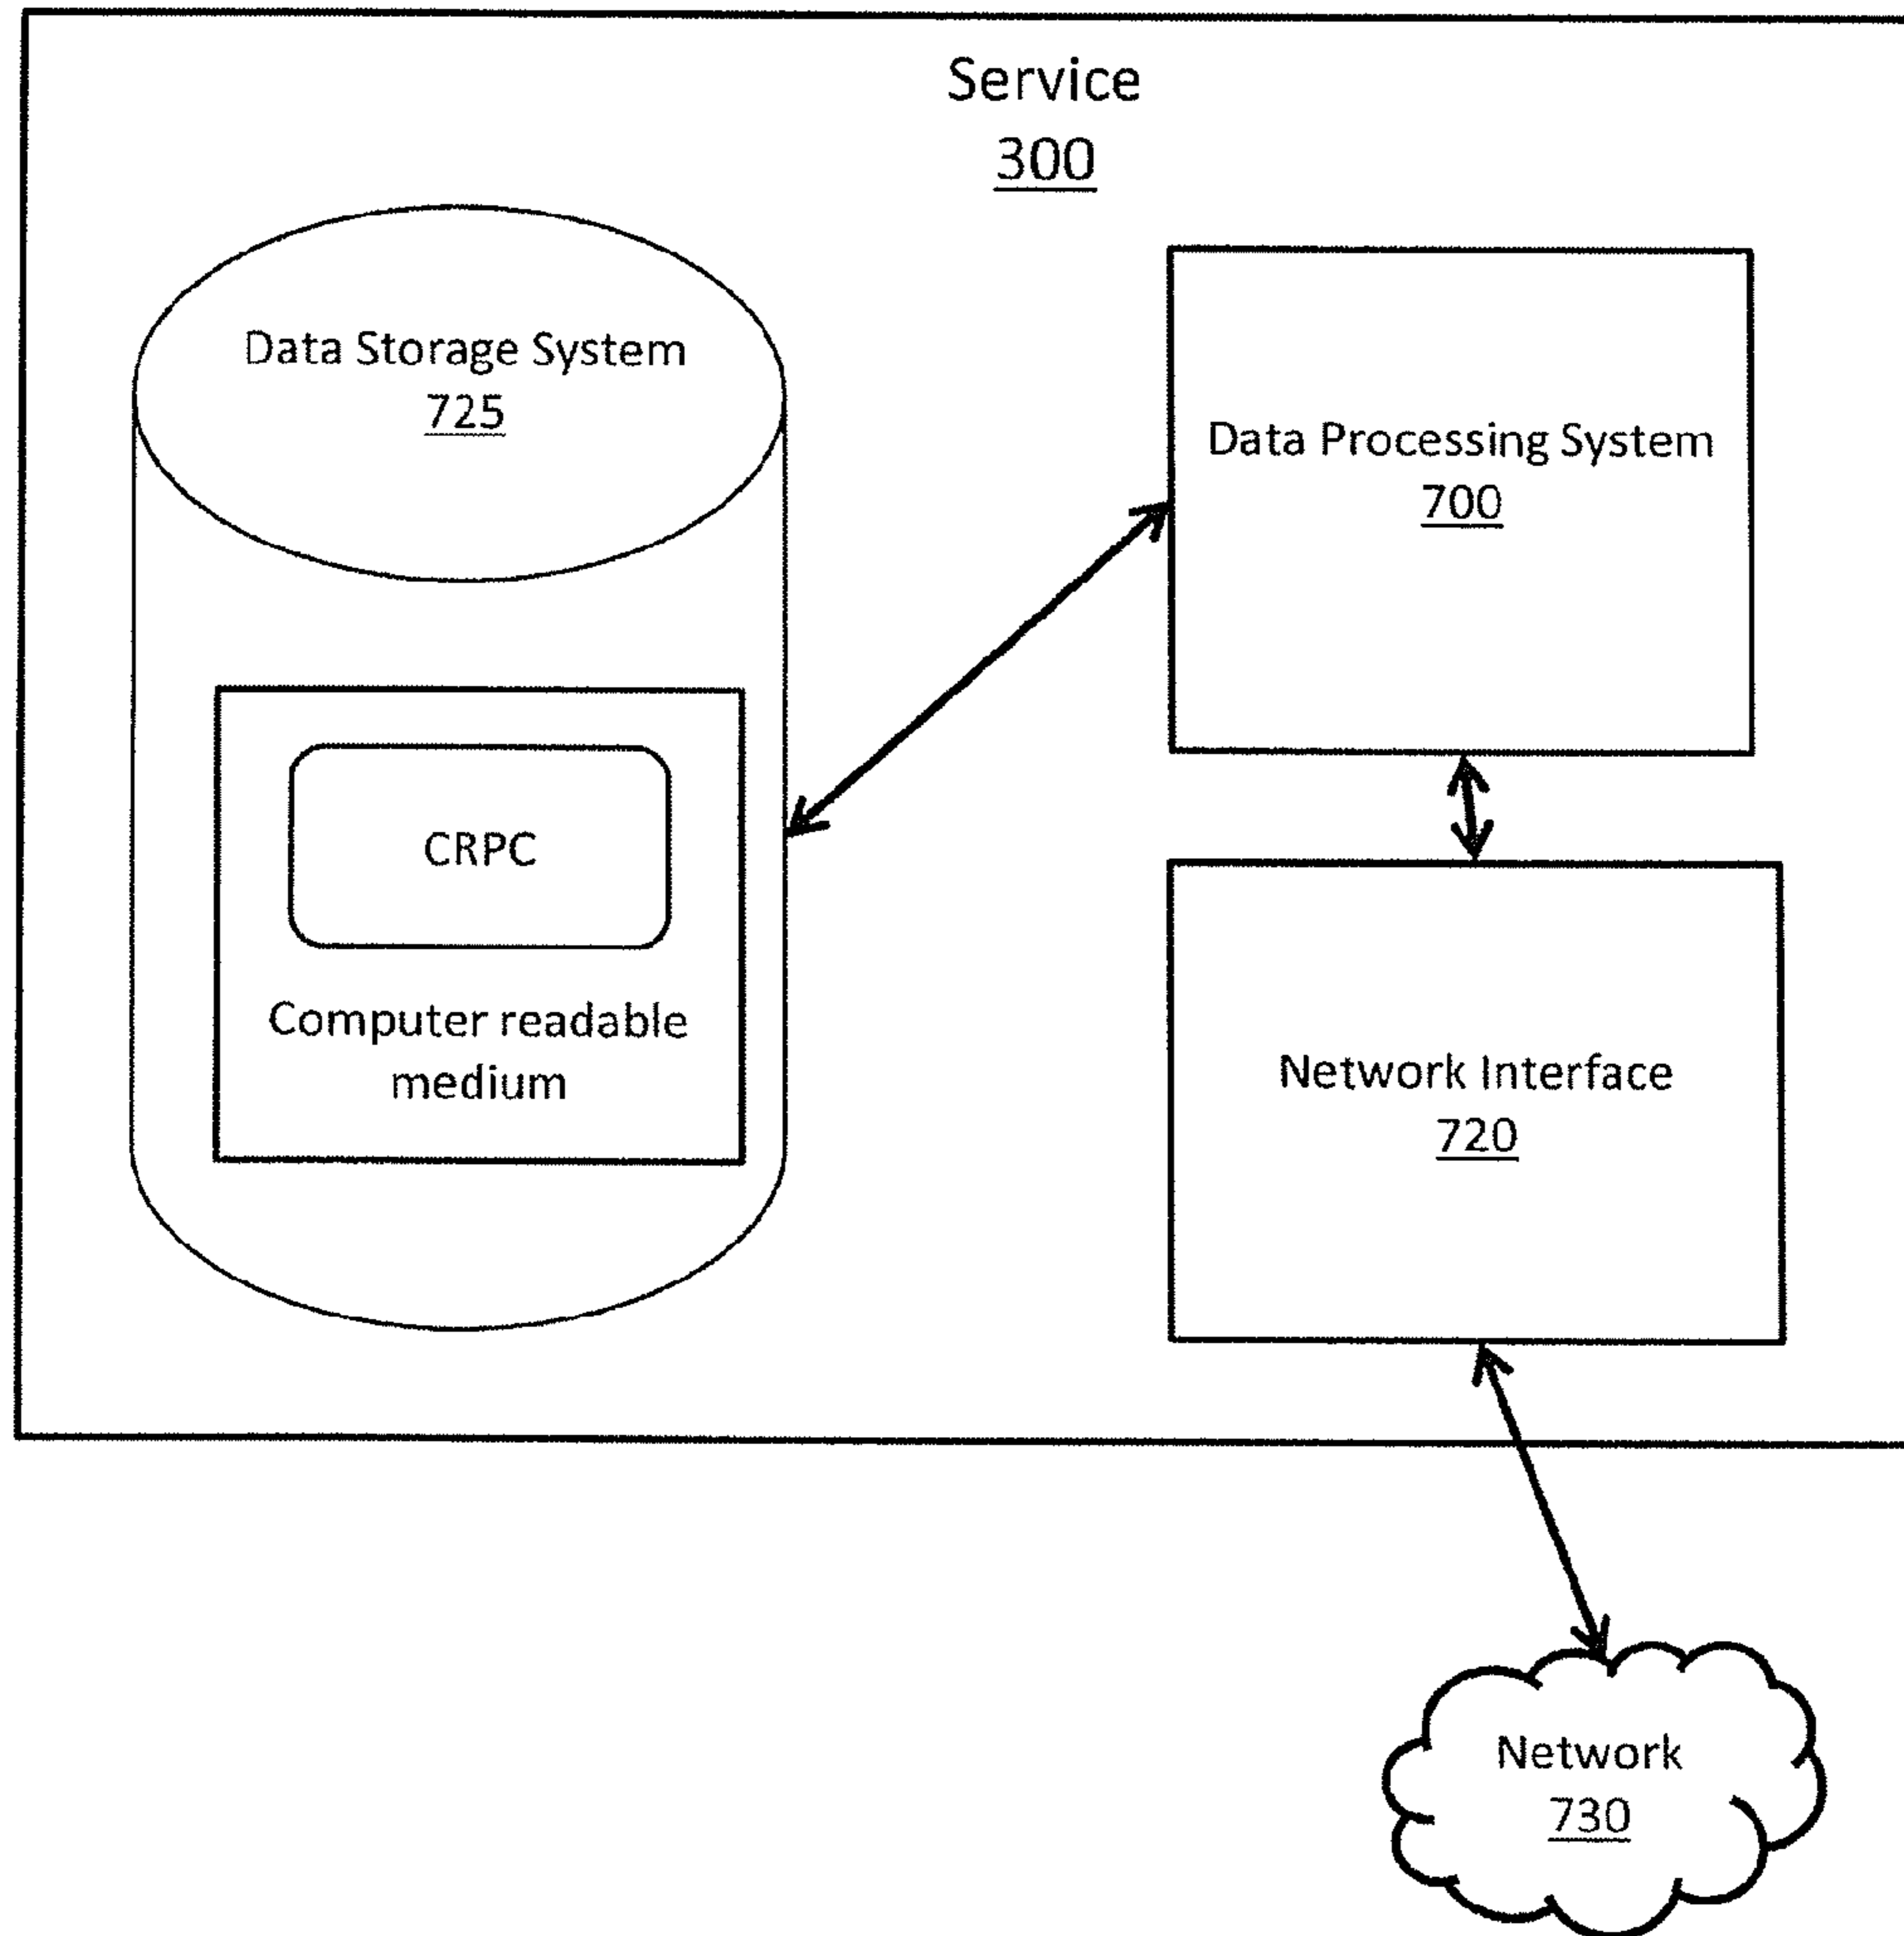 Service
300
Data Storage System
725
Data Processing System
700
CRPC
Computer readable
medium
Network Interface
720
Network
730